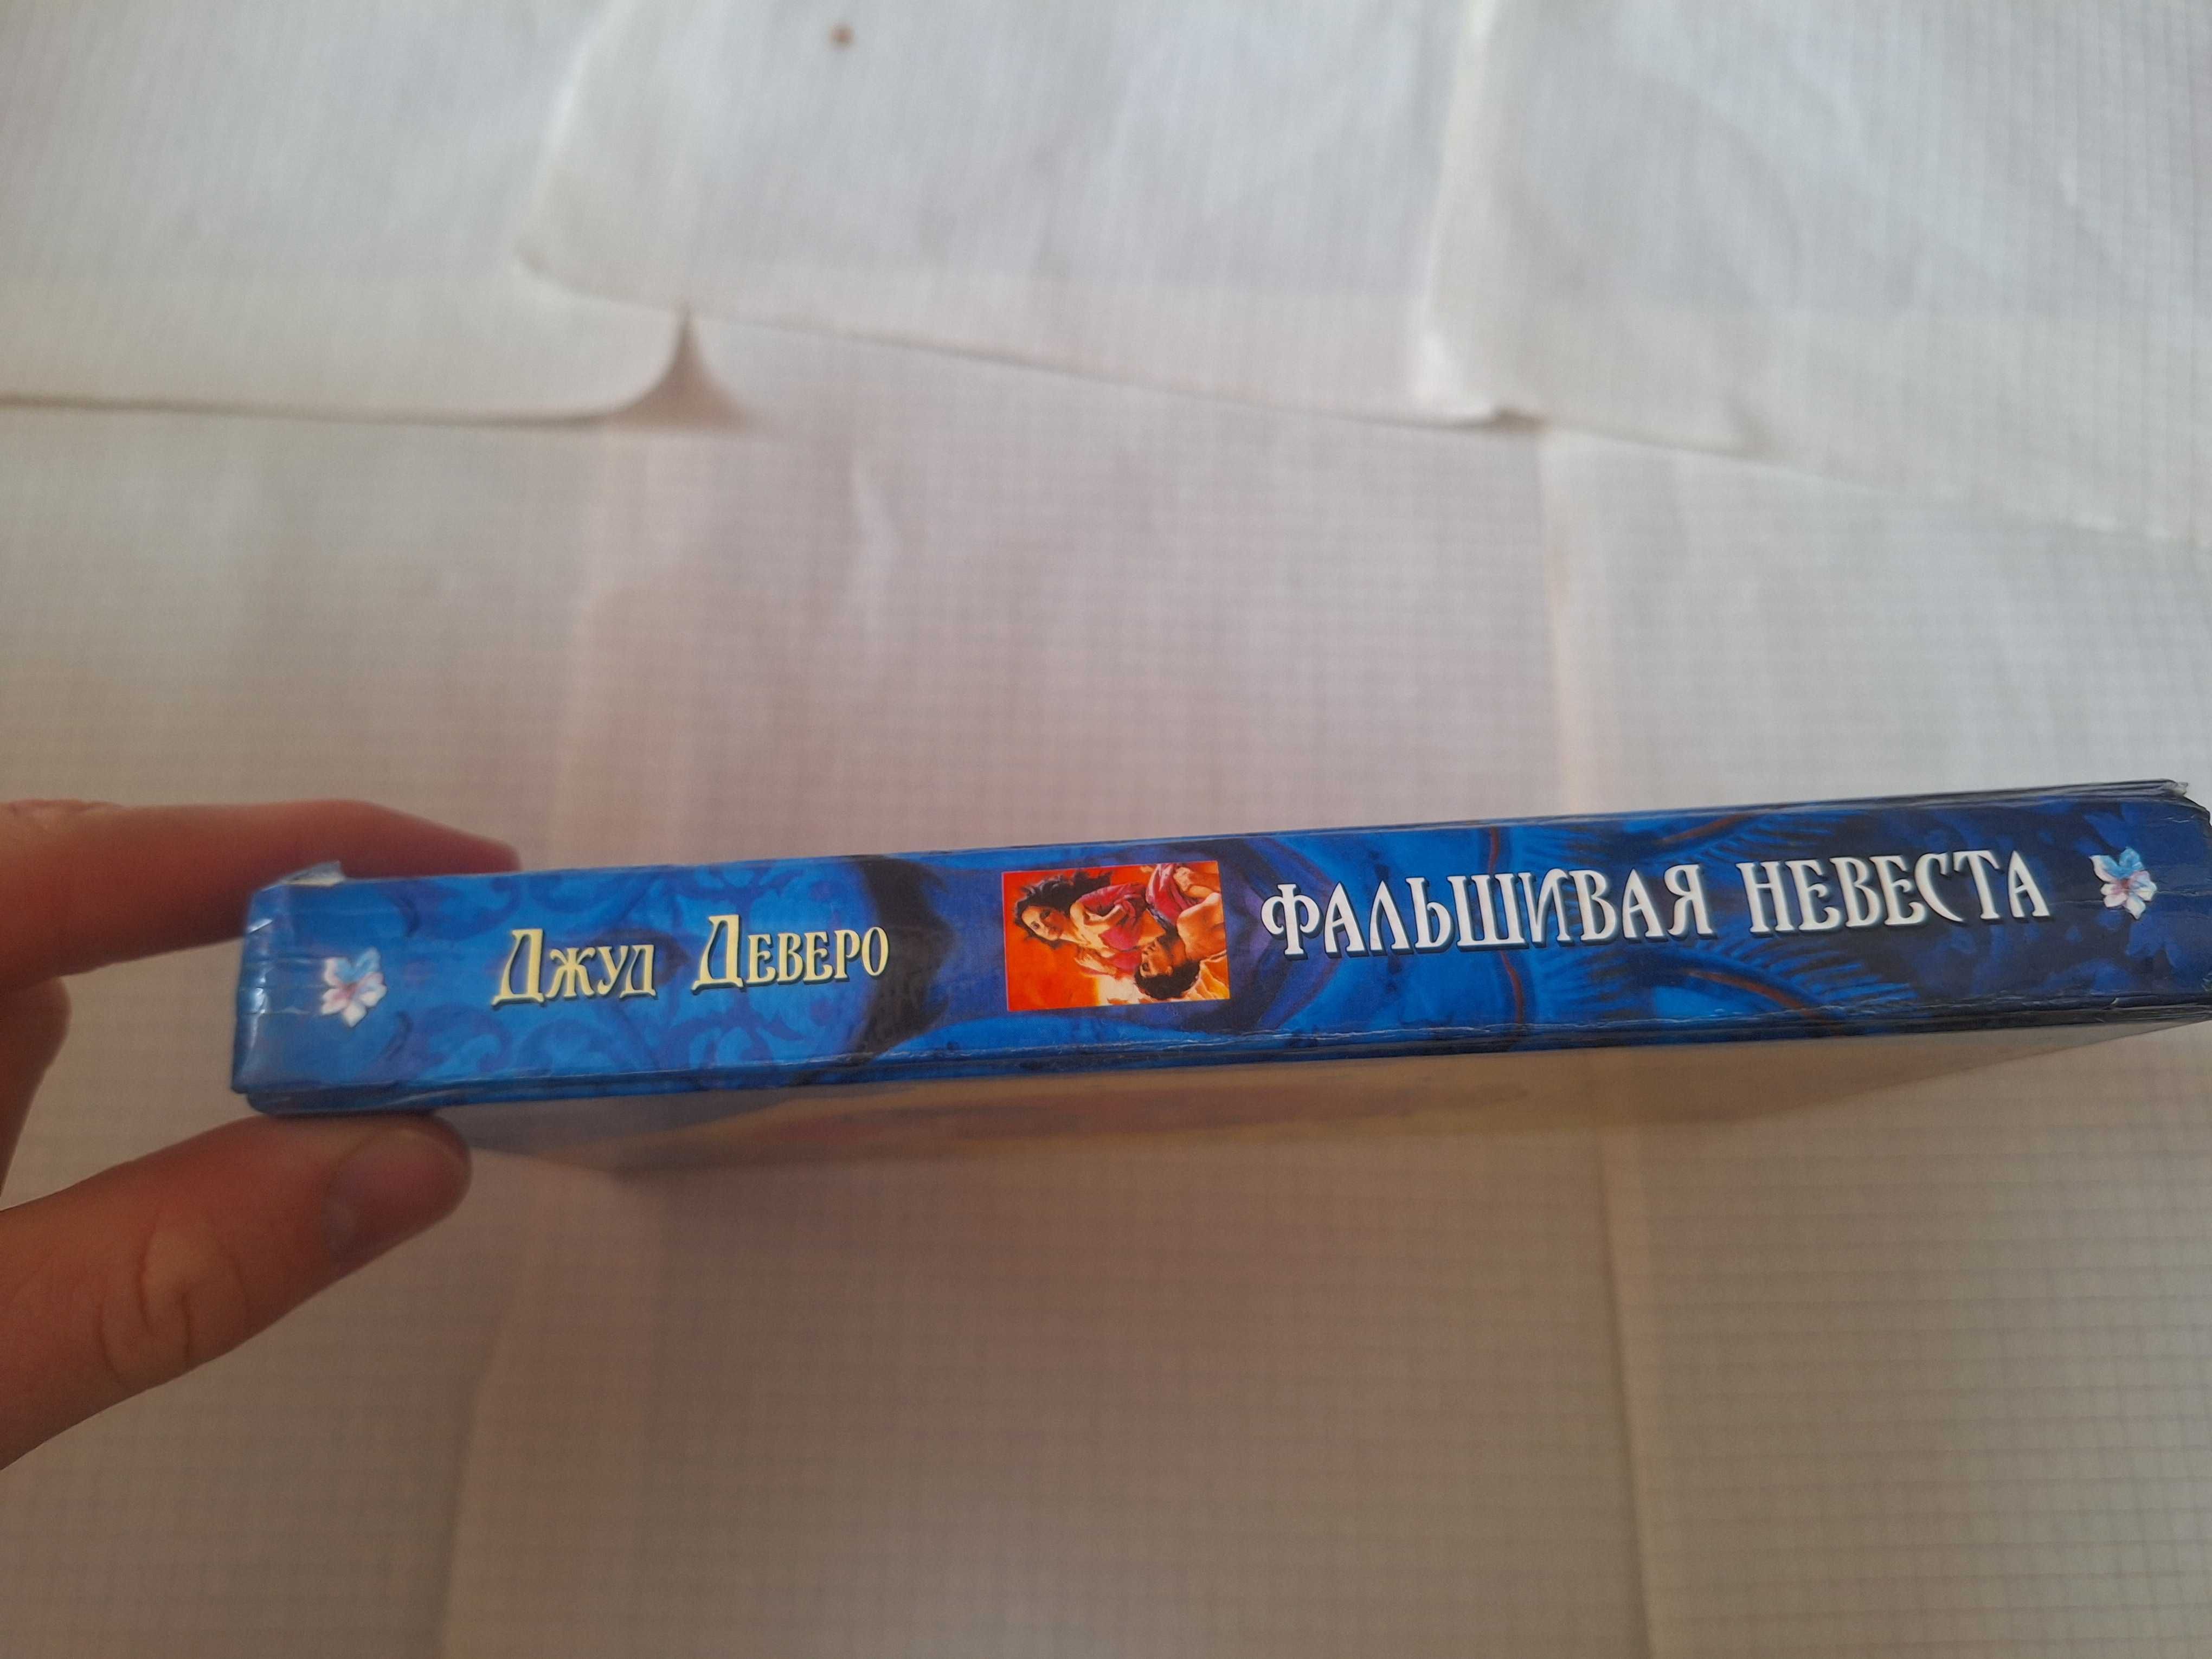 Джуд Деверо ФАЛЬШИВАЯ НЕВЕСТА